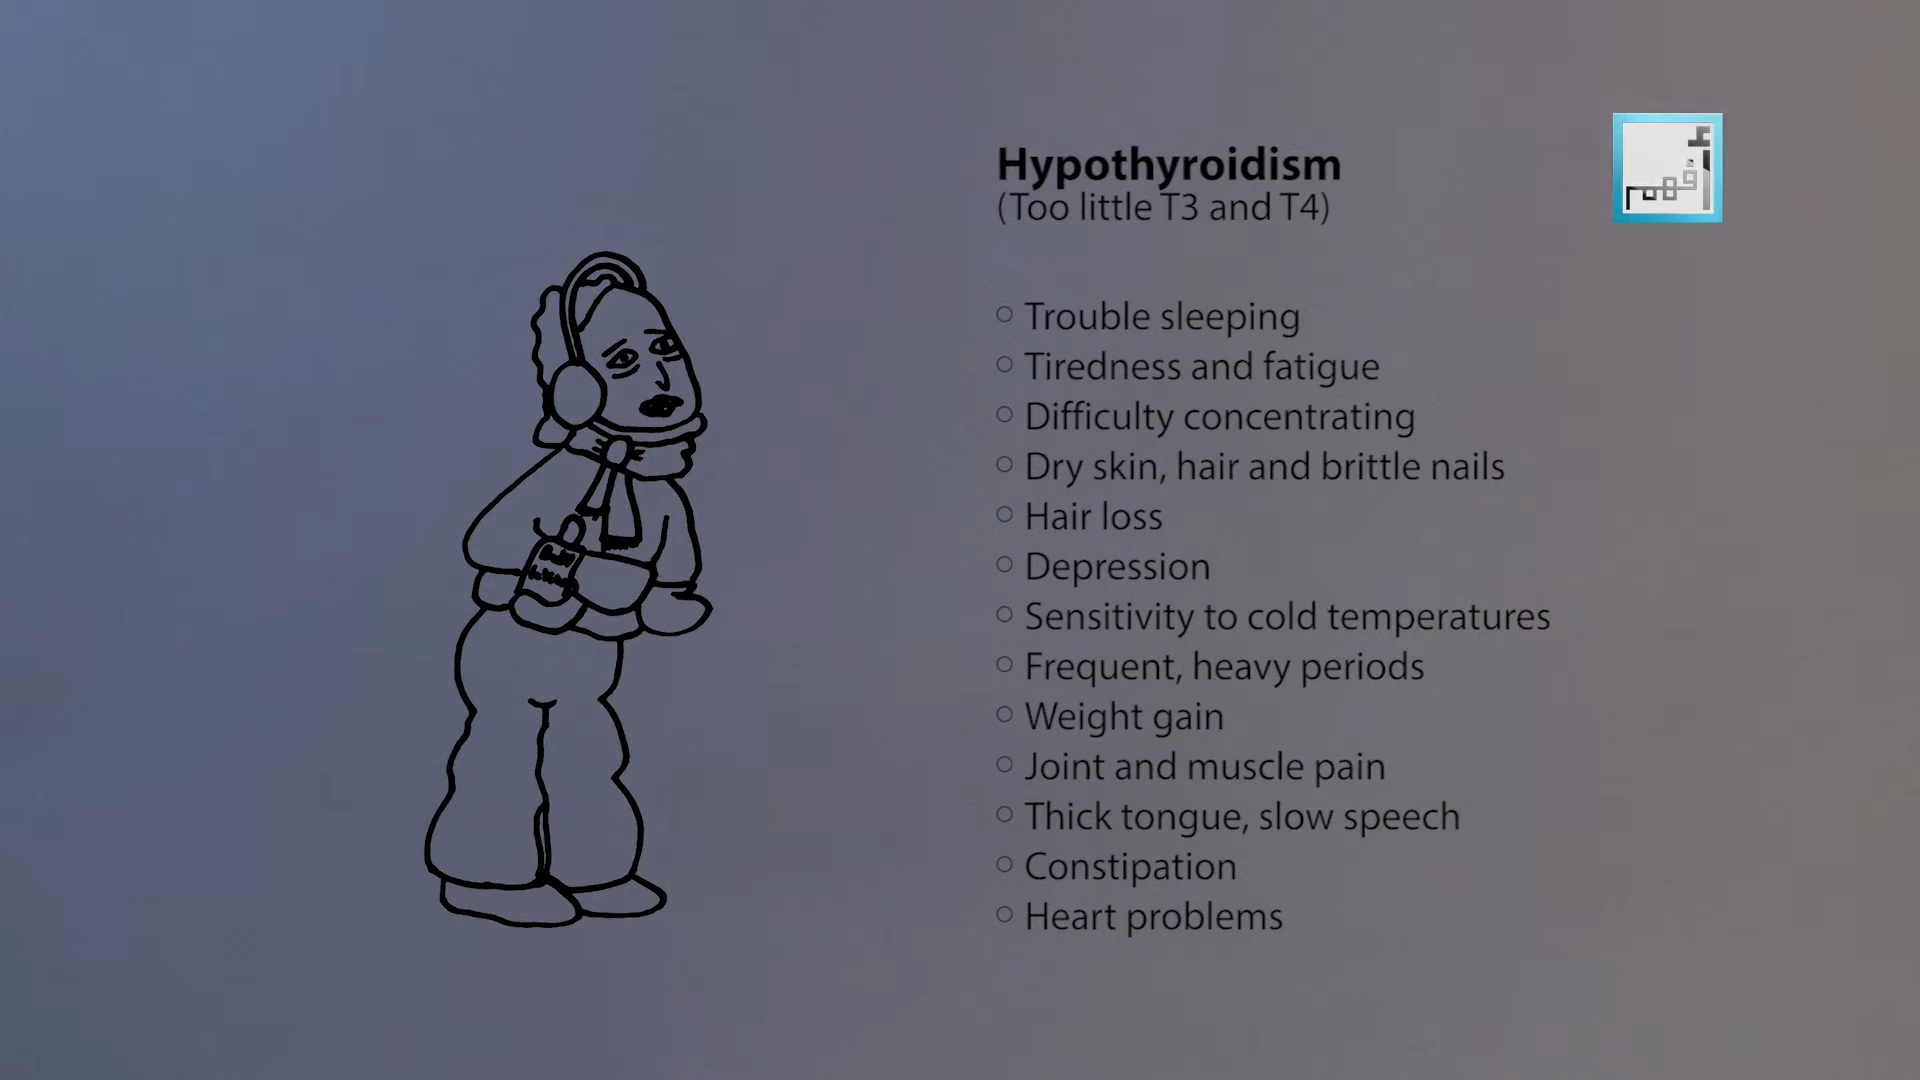 Hypothyroidism
(Too little T3 and T4)
Trouble sleeping
Tiredness and fatigue
Difficulty concentrating
Dry skin, hair and brittle nails
Hair loss
Depression
Sensitivity to cold temperatures
Frequent, heavy periods
Weight gain
Joint and muscle pain
Thick tongue, slow speech
Constipation
Heart problems